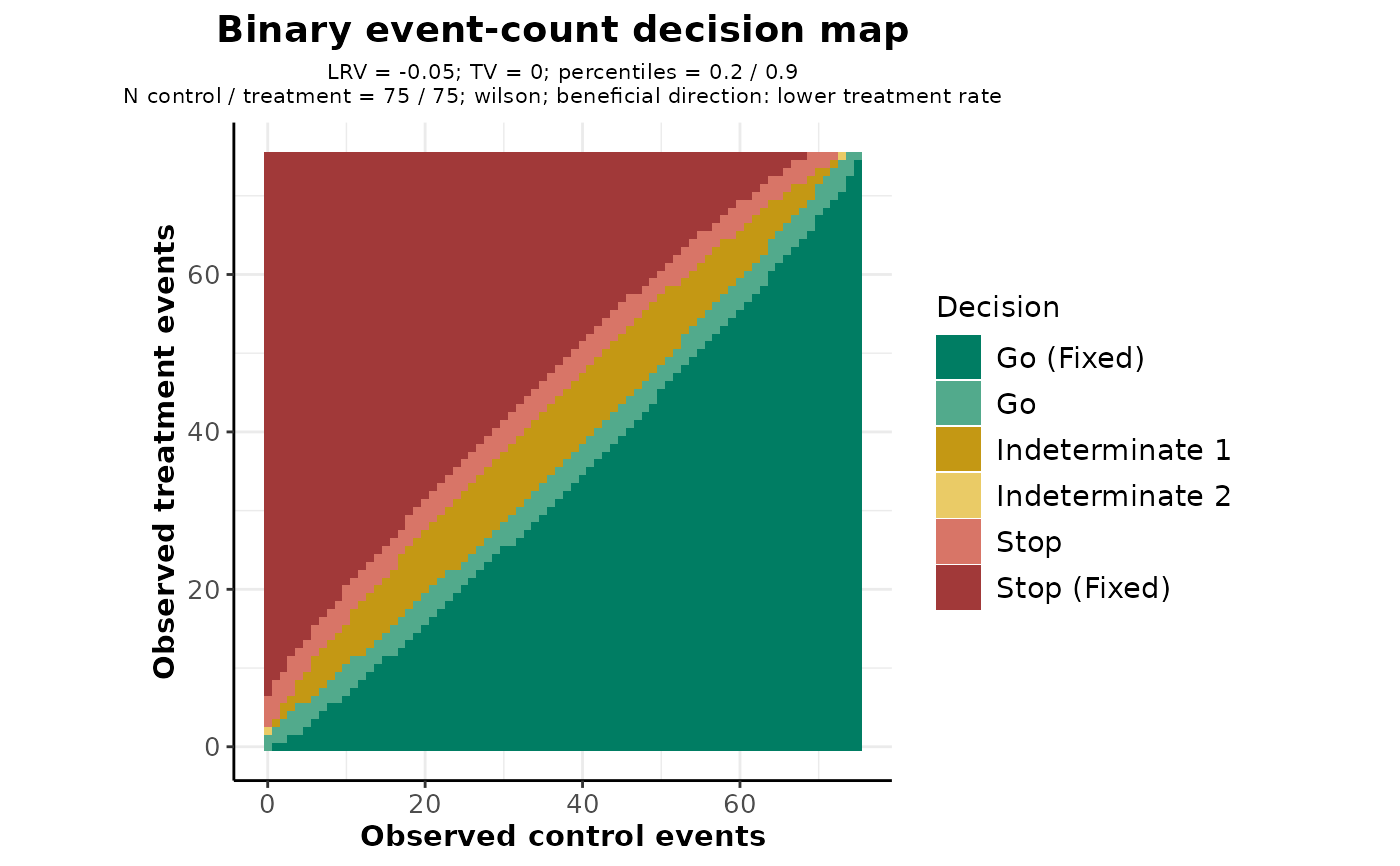 Binary event-count decision map
LRV = -0.05; TV = 0; percentiles = 0.2 / 0.9
N control / treatment = 75 / 75; wilson; beneficial direction: lower treatment rate
Observed treatment events
60
40
20
0
0 20 40 60
Observed control events
Decision
Go (Fixed)
Go
Indeterminate 1
Indeterminate 2
Stop
Stop (Fixed)